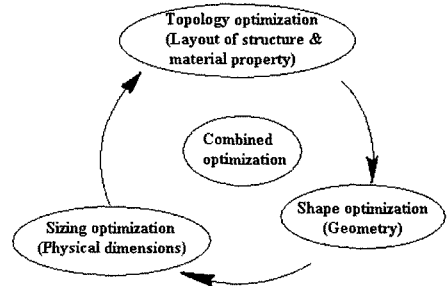 Topology optimization
(Layout of structure &
material property)
Combined
optimization
Shape optimization
(Geometry)
Sizing optimization
(Physical dimensions)